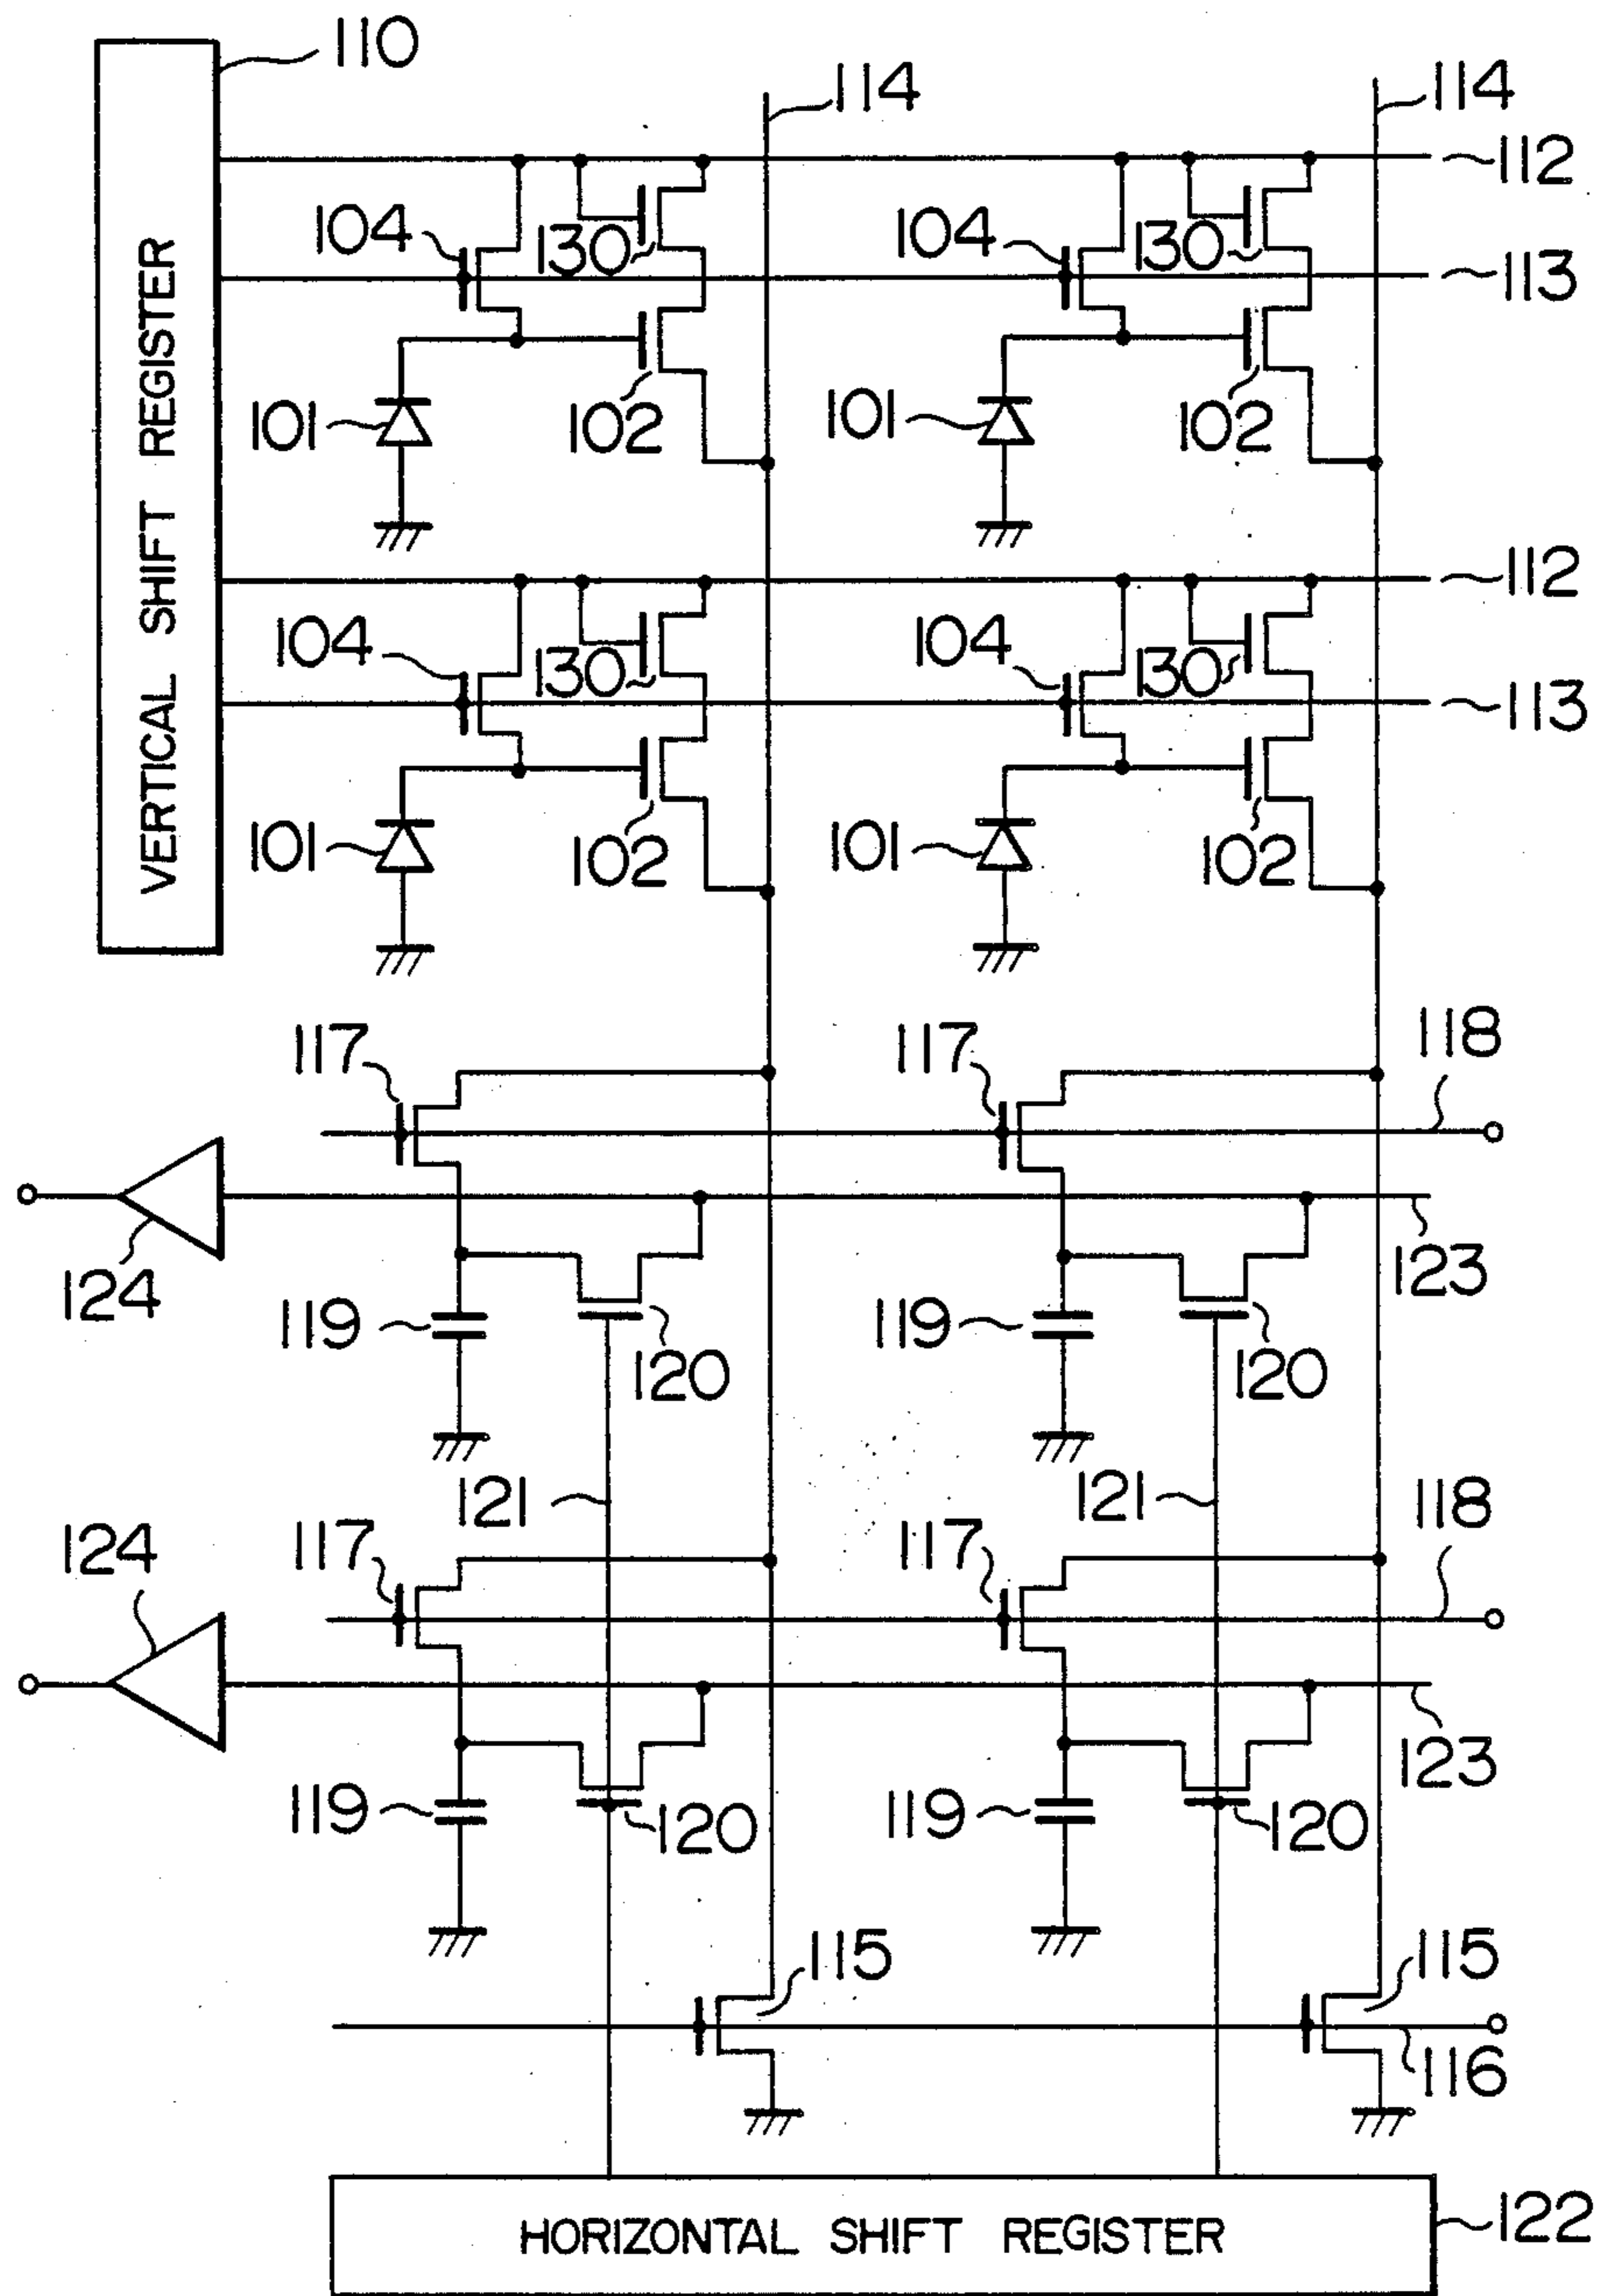 110
114 114
112
104 130 104 130
113
VERTICAL SHIFT REGISTER
101 102 101 102
112
104 130 104 130
113
101 102 101 102
117 117 118
124
123
119 120 119 120
121 121
118
124 117 117
123
119 120 119 120
115 115
116
HORIZONTAL SHIFT REGISTER
122